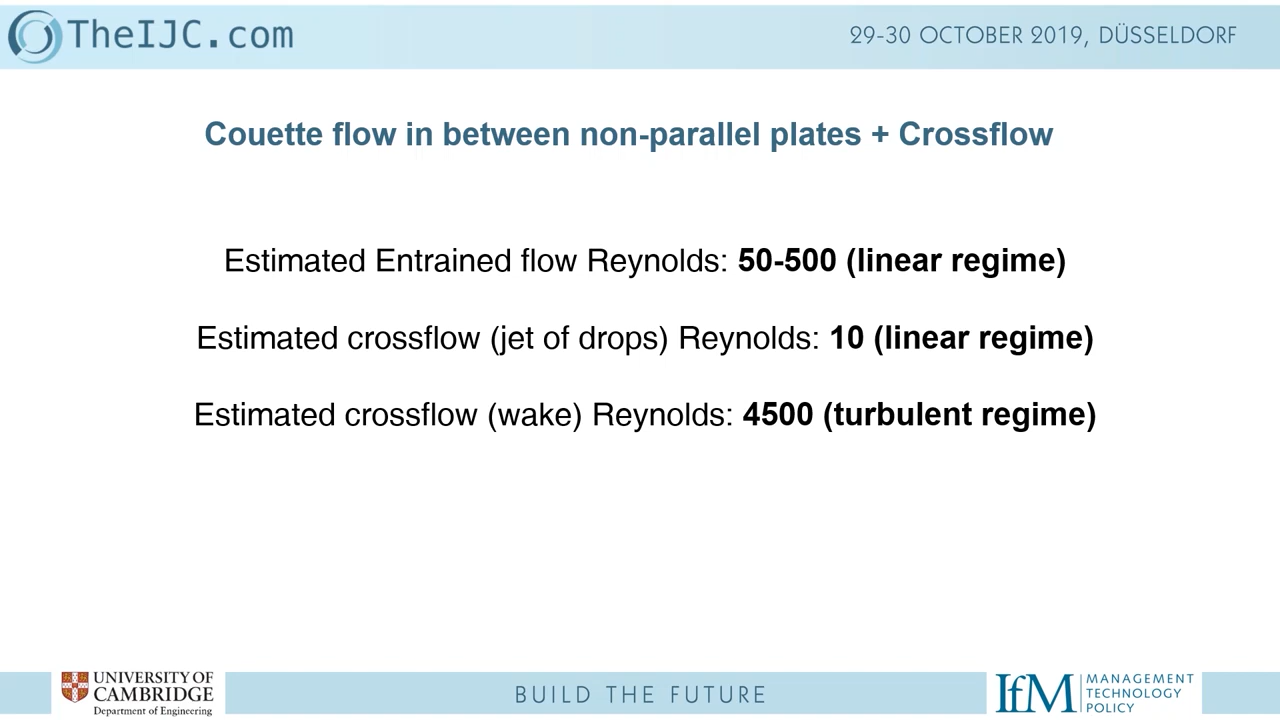 TheIJC.com
29-30 OCTOBER 2019, DÜSSELDORF
Couette flow in between non-parallel plates + Crossflow
Estimated Entrained flow Reynolds: 50-500 (linear regime)
Estimated crossflow (jet of drops) Reynolds: 10 (linear regime)
Estimated crossflow (wake) Reynolds: 4500 (turbulent regime)
UNIVERSITY OF
CAMBRIDGE
Department of Engineering
BUILD THE FUTURE
IfM
MANAGEMENT
TECHNOLOGY
POLICY